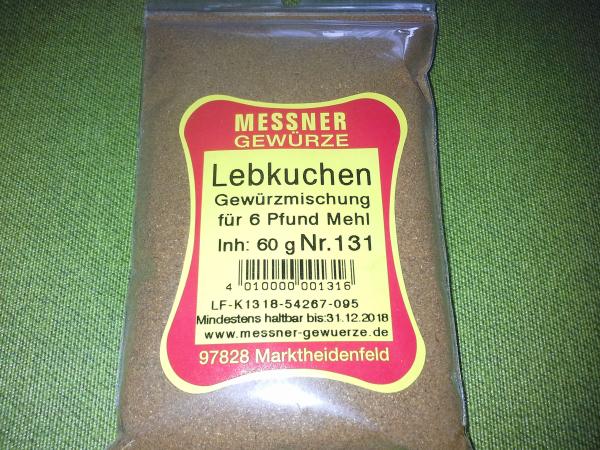 MESSNER
GEWÜRZE
Lebkuchen
Gewürzmischung
für 6 Pfund Mehl
Inh: 60 g Nr.131
4 010000 001316
LF-K1318-54267-095
Mindestens haltbar bis:31.12.2018
www.messner-gewuerze.de
97828 Marktheidenfeld